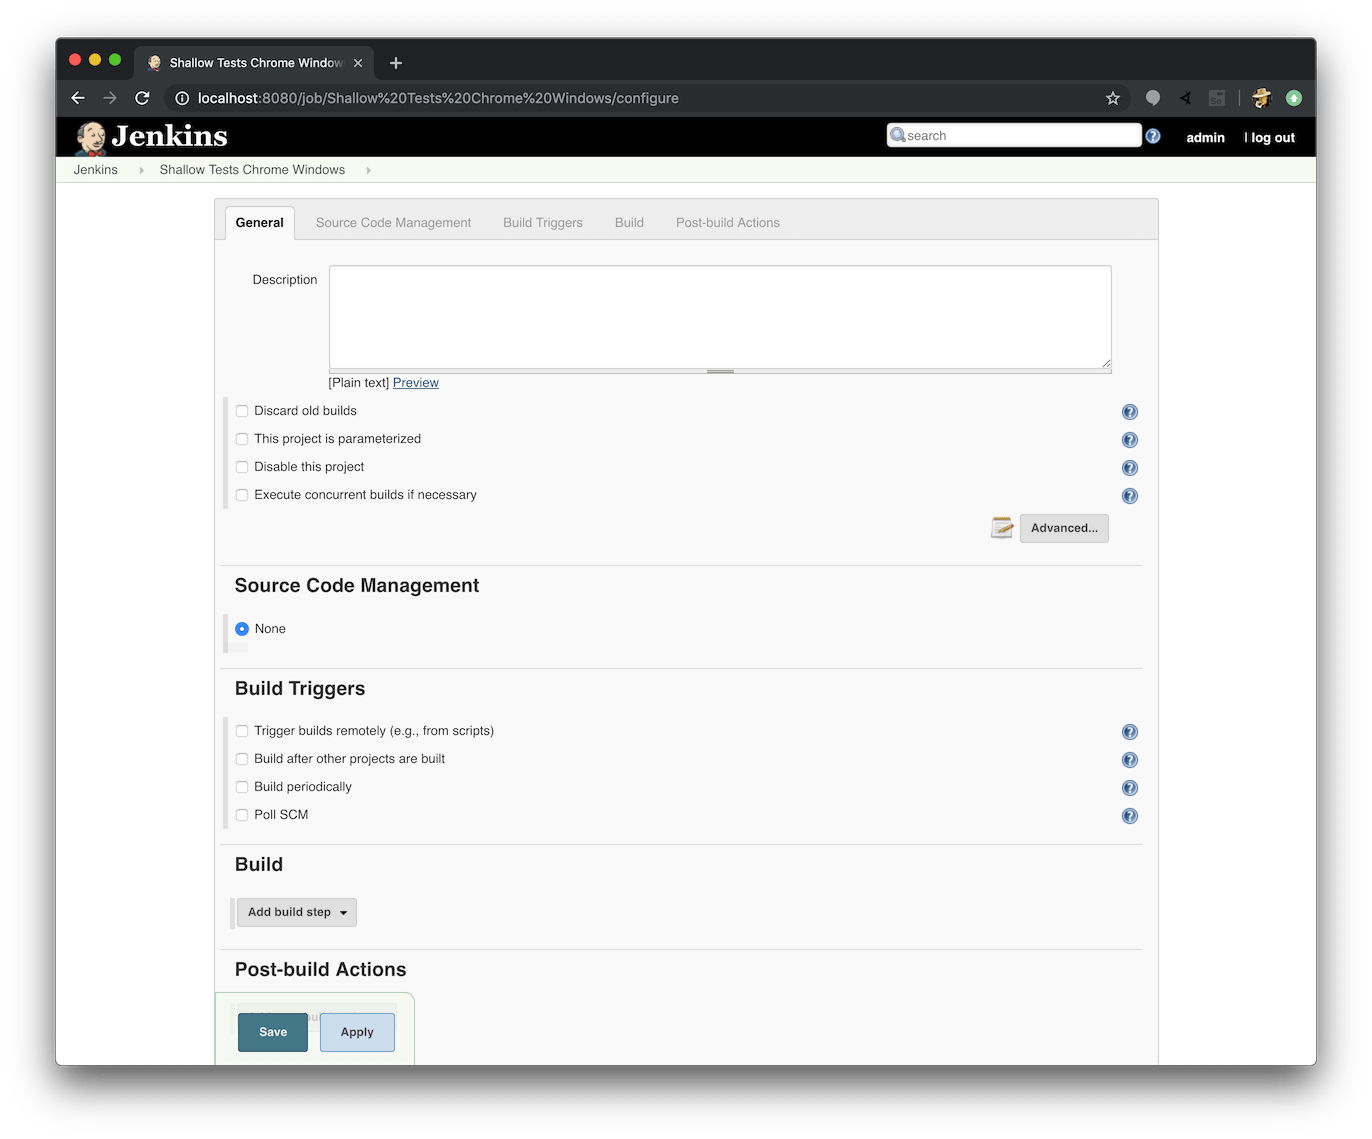 Shallow Tests Chrome Window
localhost:8080/job/Shallow%20Tests%20Chrome%20Windows/configure
Jenkins
search
admin
| log out
Jenkins
Shallow Tests Chrome Windows
General
Source Code Management
Build Triggers
Build
Post-build Actions
Description
[Plain text] Preview
Discard old builds
This project is parameterized
Disable this project
Execute concurrent builds if necessary
Advanced...
Source Code Management
None
Build Triggers
Trigger builds remotely (e.g., from scripts)
Build after other projects are built
Build periodically
Poll SCM
Build
Add build step
Post-build Actions
Save
Apply